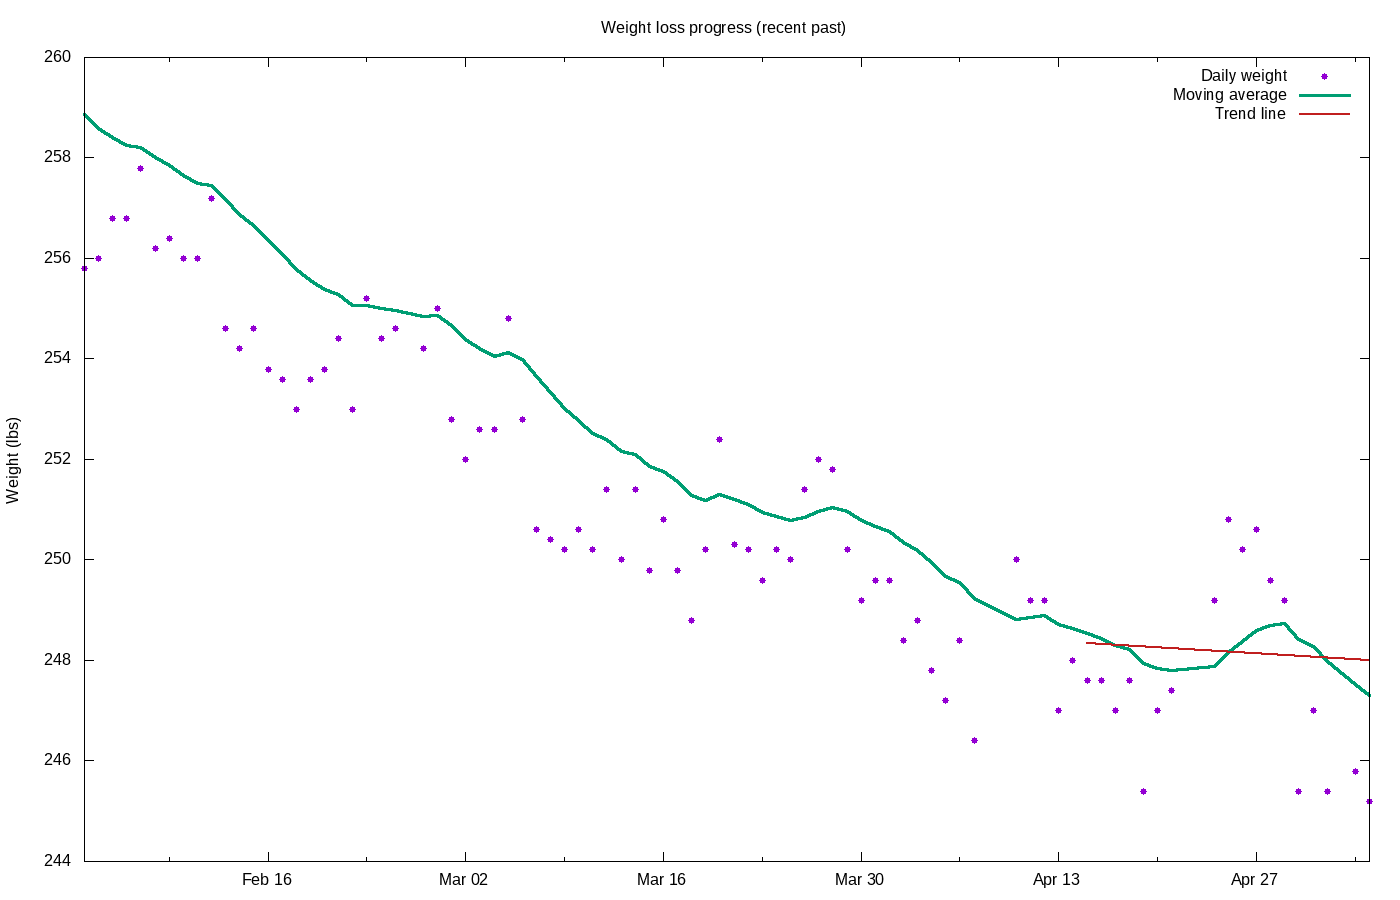 Weight loss progress (recent past)
260
258
256
254
252
250
248
246
244
Weight (lbs)
Daily weight
Moving average
Trend line
Feb 16
Mar 02
Mar 16
Mar 30
Apr 13
Apr 27